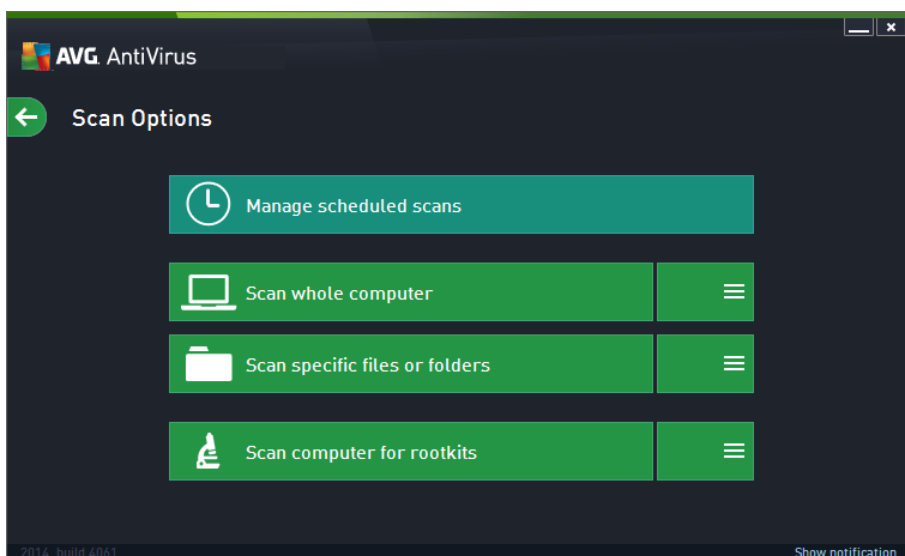 AVG AntiVirus
Scan Options
Manage scheduled scans
Scan whole computer
Scan specific files or folders
Scan computer for rootkits
2014 build 4061
Show notification